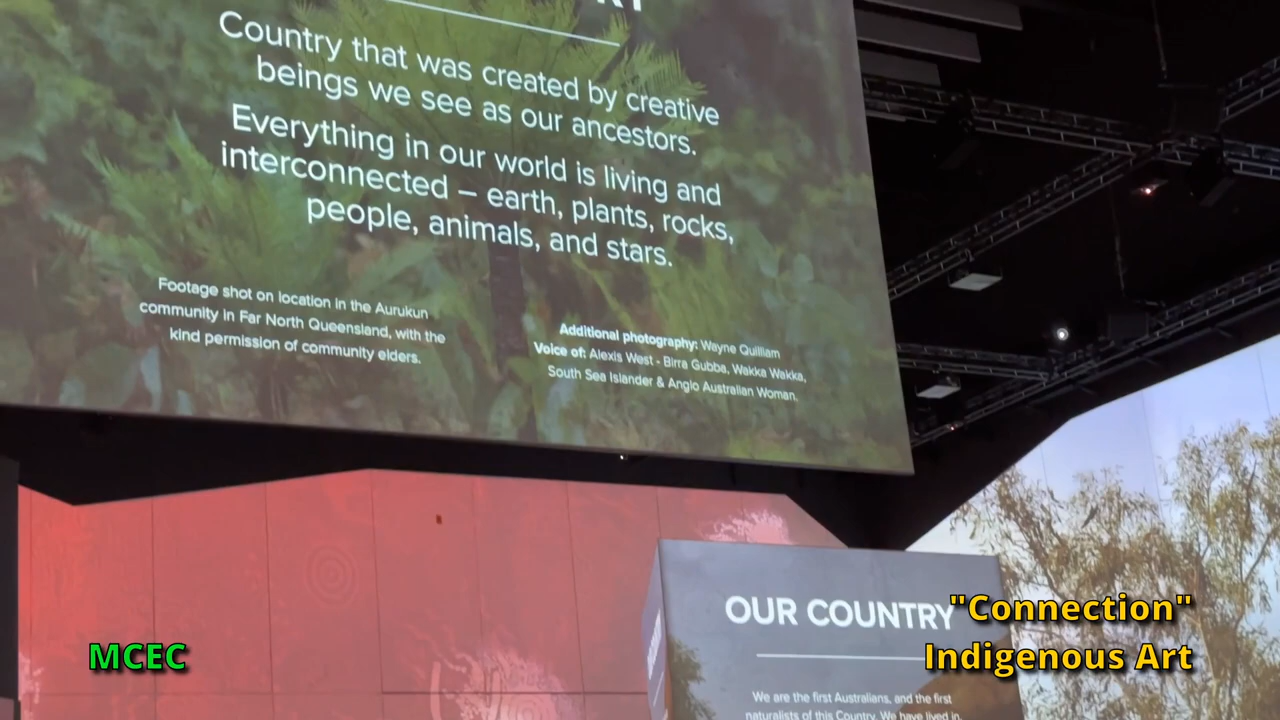 Country that was created by creative
beings we see as our ancestors.
Everything in our world is living and
interconnected – earth, plants, rocks,
people, animals, and stars.
Footage shot on location in the Aurukun
community in Far North Queensland, with the
kind permission of community elders.
Additional photography: Wayne Quilliam
Voice of: Alexis West - Birra Gubba, Wakka Wakka,
South Sea Islander & Anglo Australian Woman.
OUR COUNTRY
We are the first Australians, and the first
naturalists of this Country. We have lived in,
MCEC
"Connection"
Indigenous Art